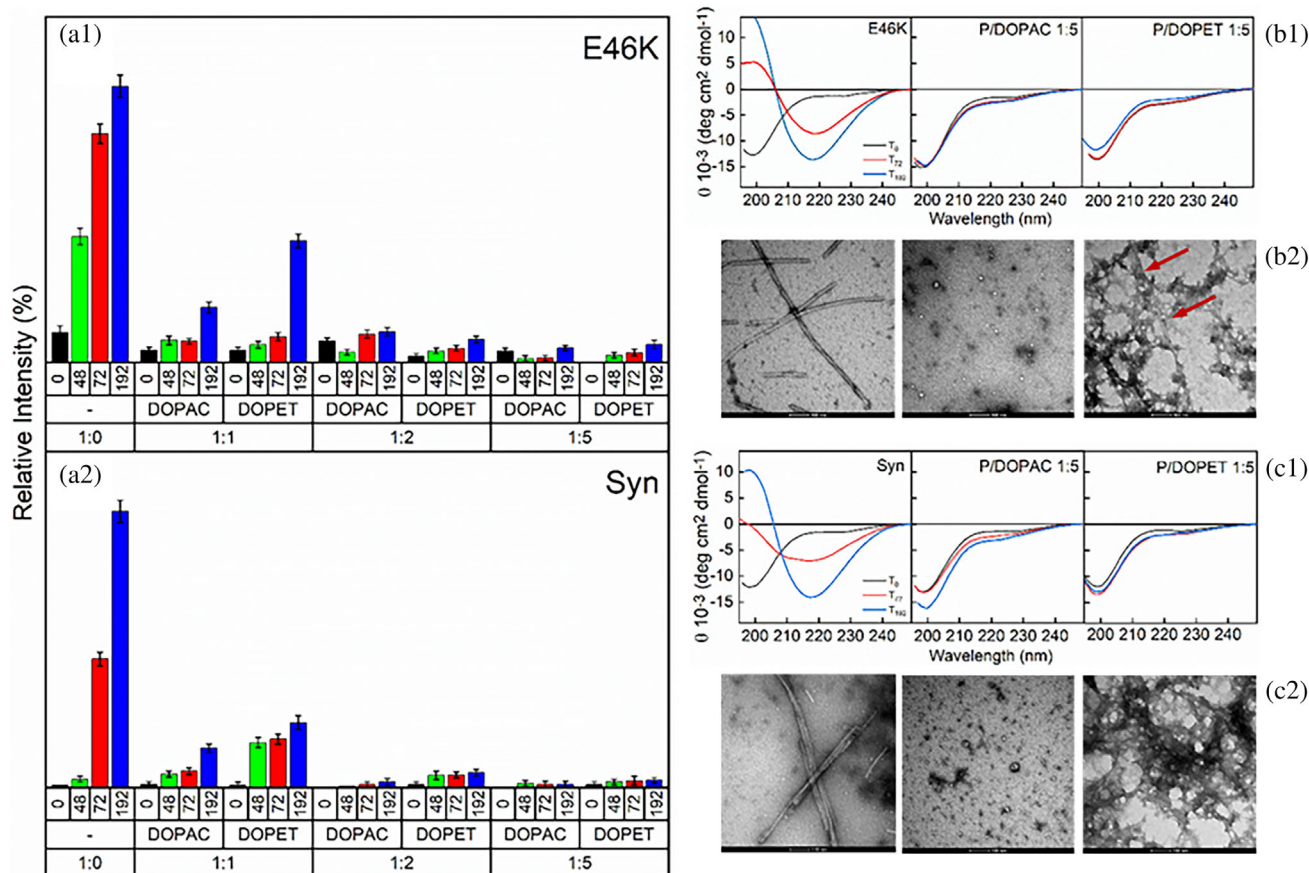 (a1)
E46K
Relative Intensity (%)
0 48 72 192 0 48 72 192 0 48 72 192 0 48 72 192 0 48 72 192 0 48 72 192 0 48 72 192
- DOPAC DOPET DOPAC DOPET DOPAC DOPET
1:0 1:1 1:2 1:5
(a2)
Syn
0 48 72 192 0 48 72 192 0 48 72 192 0 48 72 192 0 48 72 192 0 48 72 192 0 48 72 192
- DOPAC DOPET DOPAC DOPET DOPAC DOPET
1:0 1:1 1:2 1:5
E46K P/DOPAC 1:5 P/DOPET 1:5
(b1)
θ 10-3 (deg cm2 dmol-1)
10
5
0
-5
-10
-15
T0
T72
T192
200 210 220 230 240 200 210 220 230 240 200 210 220 230 240
Wavelength (nm)
(b2)
Syn P/DOPAC 1:5 P/DOPET 1:5
(c1)
θ 10-3 (deg cm2 dmol-1)
10
5
0
-5
-10
-15
T0
T72
T192
200 210 220 230 240 200 210 220 230 240 200 210 220 230 240
Wavelength (nm)
(c2)